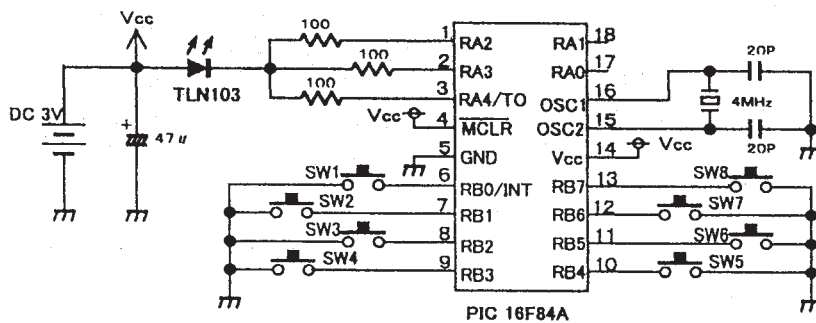 Vcc
100
100
100
TLN103
DC 3V
+
47u
Vcc
1 RA2
2 RA3
3 RA4/TO
4 MCLR
5 GND
6 RB0/INT
7 RB1
8 RB2
9 RB3
RA1 18
RA0 17
OSC1 16
OSC2 15
Vcc 14
RB7 13
RB6 12
RB5 11
RB4 10
20P
4MHz
20P
Vcc
SW1
SW2
SW3
SW4
SW8
SW7
SW6
SW5
PIC 16F84A